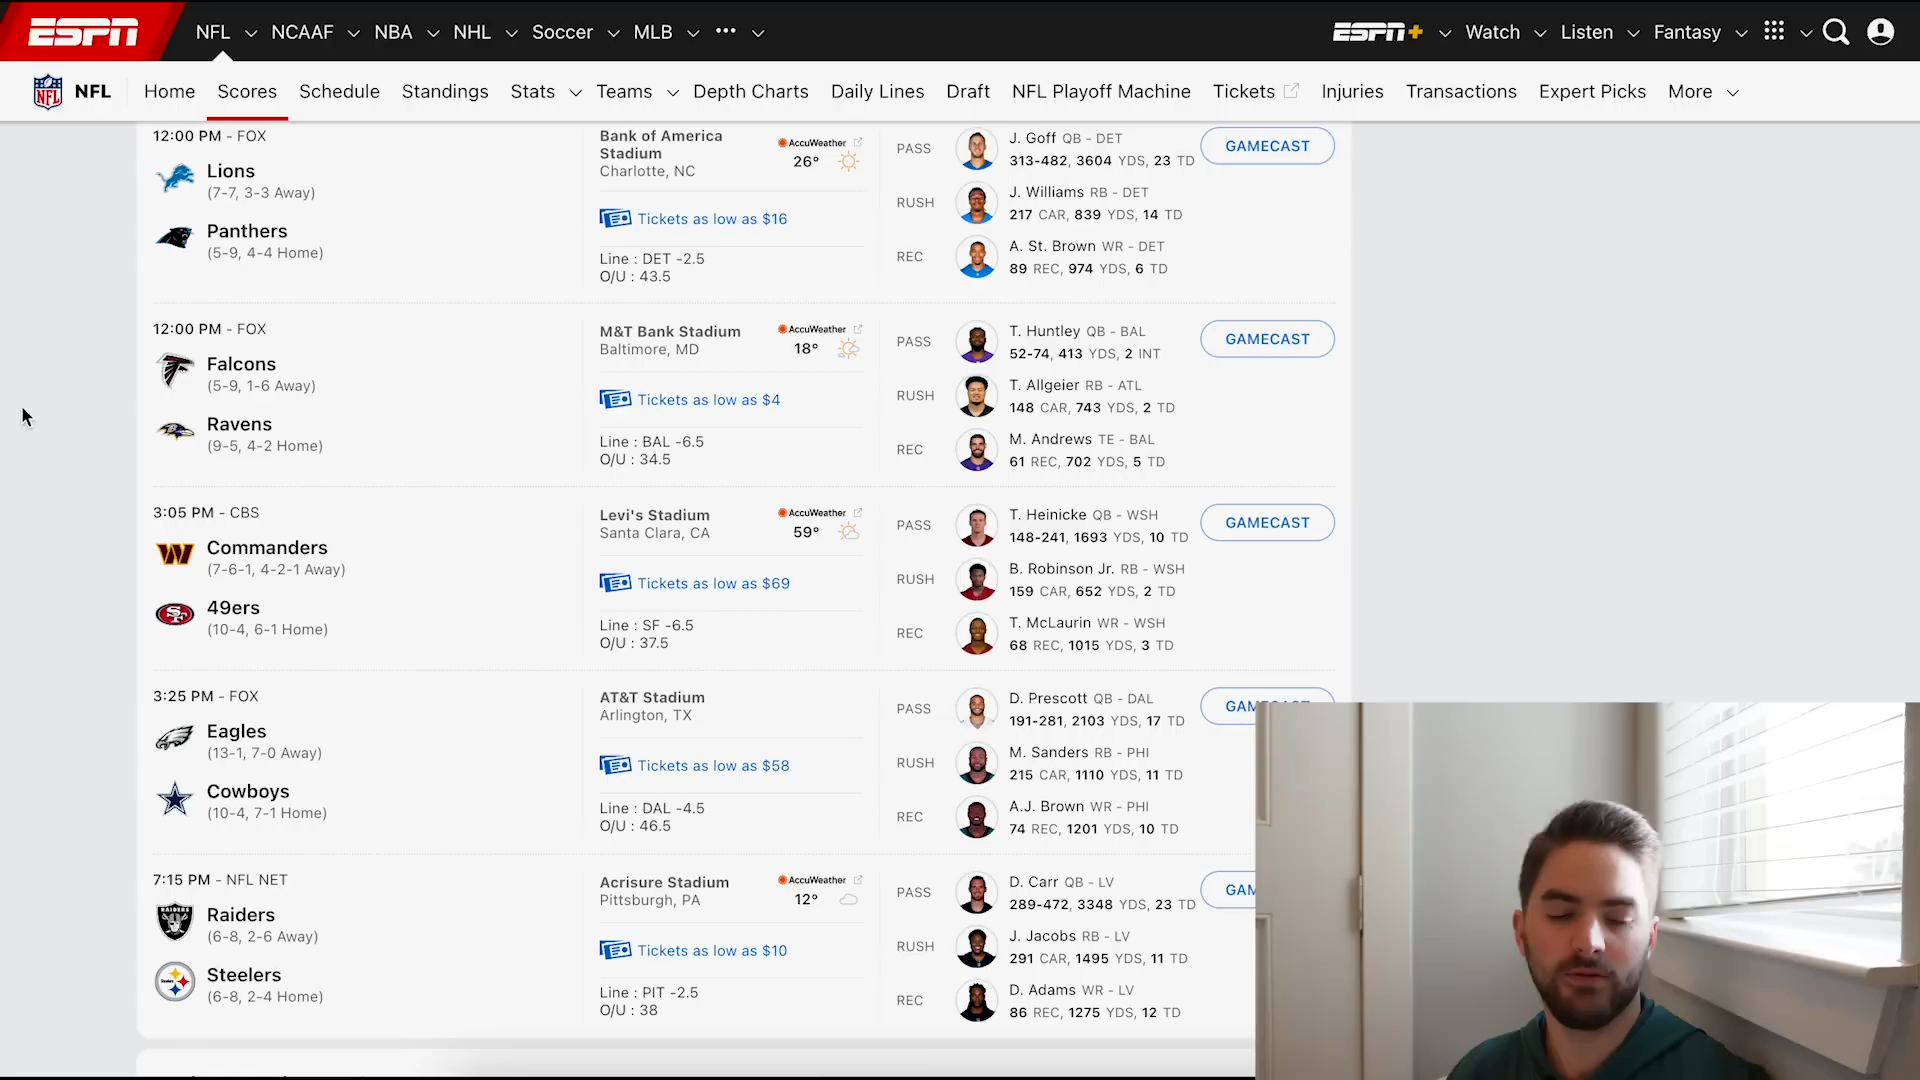 ESPN NFL NCAAF NBA NHL Soccer MLB ••• ESPN+ Watch Listen Fantasy
NFL NFL Home Scores Schedule Standings Stats Teams Depth Charts Daily Lines Draft NFL Playoff Machine Tickets Injuries Transactions Expert Picks More
12:00 PM - FOX
Lions
(7-7, 3-3 Away)
Panthers
(5-9, 4-4 Home)
Bank of America
Stadium
Charlotte, NC
AccuWeather
26°
Tickets as low as $16
Line : DET -2.5
O/U : 43.5
PASS
J. Goff QB - DET
313-482, 3604 YDS, 23 TD
RUSH
J. Williams RB - DET
217 CAR, 839 YDS, 14 TD
REC
A. St. Brown WR - DET
89 REC, 974 YDS, 6 TD
GAMECAST
12:00 PM - FOX
Falcons
(5-9, 1-6 Away)
Ravens
(9-5, 4-2 Home)
M&T Bank Stadium
Baltimore, MD
AccuWeather
18°
Tickets as low as $4
Line : BAL -6.5
O/U : 34.5
PASS
T. Huntley QB - BAL
52-74, 413 YDS, 2 INT
RUSH
T. Allgeier RB - ATL
148 CAR, 743 YDS, 2 TD
REC
M. Andrews TE - BAL
61 REC, 702 YDS, 5 TD
GAMECAST
3:05 PM - CBS
Commanders
(7-6-1, 4-2-1 Away)
49ers
(10-4, 6-1 Home)
Levi's Stadium
Santa Clara, CA
AccuWeather
59°
Tickets as low as $69
Line : SF -6.5
O/U : 37.5
PASS
T. Heinicke QB - WSH
148-241, 1693 YDS, 10 TD
RUSH
B. Robinson Jr. RB - WSH
159 CAR, 652 YDS, 2 TD
REC
T. McLaurin WR - WSH
68 REC, 1015 YDS, 3 TD
GAMECAST
3:25 PM - FOX
Eagles
(13-1, 7-0 Away)
Cowboys
(10-4, 7-1 Home)
AT&T Stadium
Arlington, TX
Tickets as low as $58
Line : DAL -4.5
O/U : 46.5
PASS
D. Prescott QB - DAL
191-281, 2103 YDS, 17 TD
RUSH
M. Sanders RB - PHI
215 CAR, 1110 YDS, 11 TD
REC
A.J. Brown WR - PHI
74 REC, 1201 YDS, 10 TD
GAMECAST
7:15 PM - NFL NET
Raiders
(6-8, 2-6 Away)
Steelers
(6-8, 2-4 Home)
Acrisure Stadium
Pittsburgh, PA
AccuWeather
12°
Tickets as low as $10
Line : PIT -2.5
O/U : 38
PASS
D. Carr QB - LV
289-472, 3348 YDS, 23 TD
RUSH
J. Jacobs RB - LV
291 CAR, 1495 YDS, 11 TD
REC
D. Adams WR - LV
86 REC, 1275 YDS, 12 TD
GAM